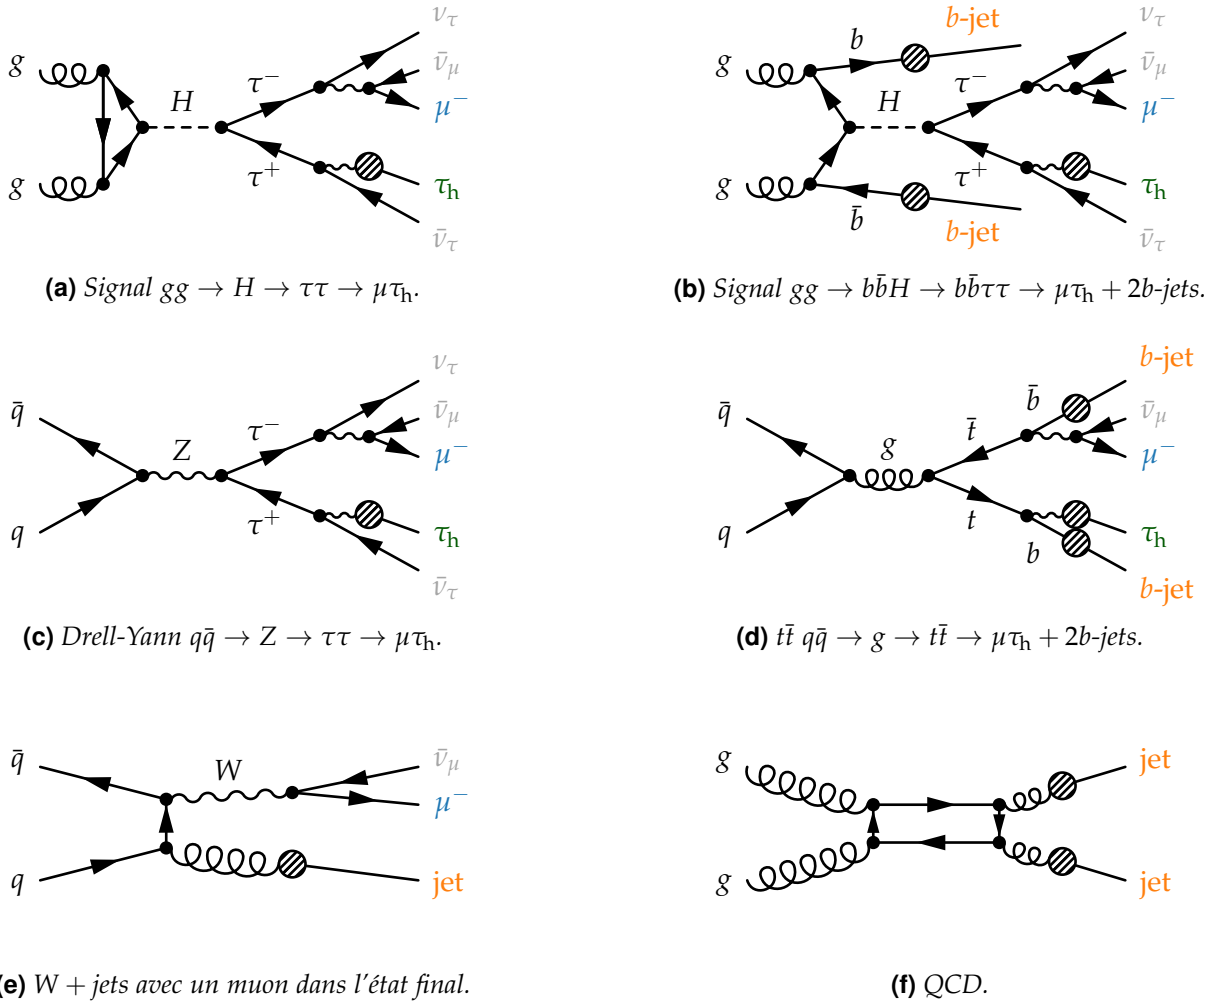 g
g
H
τ−
τ+
ν_τ
ν̄_μ
μ−
τ_h
ν̄_τ
(a) Signal gg → H → ττ → μτ_h.
g
g
b
b̄
H
τ−
τ+
b-jet
b-jet
ν_τ
ν̄_μ
μ−
τ_h
ν̄_τ
(b) Signal gg → bb̄H → bb̄ττ → μτ_h + 2b-jets.
q̄
q
Z
τ−
τ+
ν_τ
ν̄_μ
μ−
τ_h
ν̄_τ
(c) Drell-Yann qq̄ → Z → ττ → μτ_h.
q̄
q
g
t̄
t
b̄
b
b-jet
ν̄_μ
μ−
τ_h
b-jet
(d) tt̄ qq̄ → g → tt̄ → μτ_h + 2b-jets.
q̄
q
W
ν̄_μ
μ−
jet
(e) W + jets avec un muon dans l'état final.
g
g
jet
jet
(f) QCD.